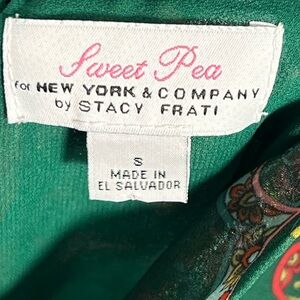 Sweet Pea
for NEW YORK & COMPANY
by STACY FRATI
S
MADE IN
EL SALVADOR